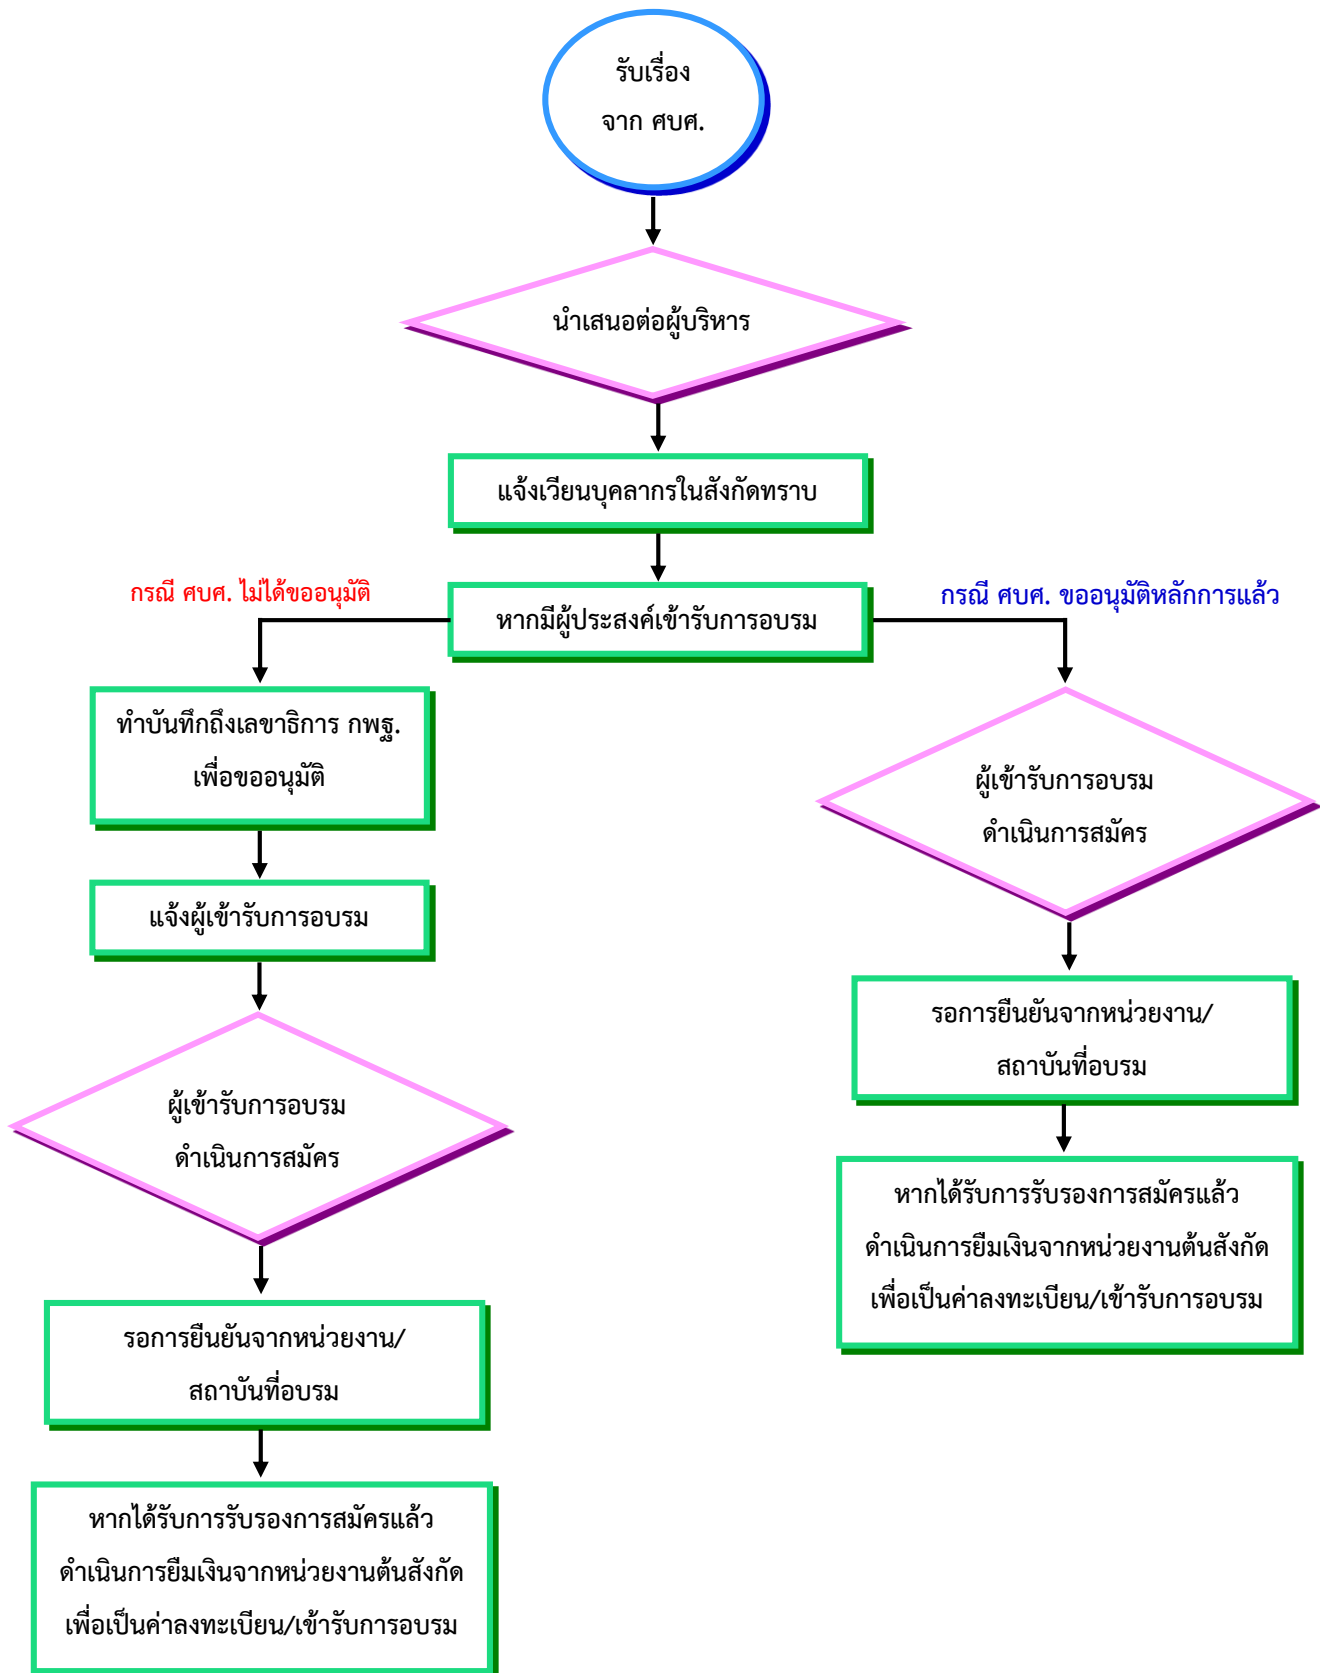 รับเรื่อง
จาก ศบศ.
นำเสนอต่อผู้บริหาร
แจ้งเวียนบุคลากรในสังกัดทราบ
กรณี ศบศ. ไม่ได้ขออนุมัติ
หากมีผู้ประสงค์เข้ารับการอบรม
กรณี ศบศ. ขออนุมัติหลักการแล้ว
ทำบันทึกถึงเลขาธิการ กพฐ.
เพื่อขออนุมัติ
แจ้งผู้เข้ารับการอบรม
ผู้เข้ารับการอบรม
ดำเนินการสมัคร
รอการยืนยันจากหน่วยงาน/
สถาบันที่อบรม
หากได้รับการรับรองการสมัครแล้ว
ดำเนินการยืมเงินจากหน่วยงานต้นสังกัด
เพื่อเป็นค่าลงทะเบียน/เข้ารับการอบรม
ผู้เข้ารับการอบรม
ดำเนินการสมัคร
รอการยืนยันจากหน่วยงาน/
สถาบันที่อบรม
หากได้รับการรับรองการสมัครแล้ว
ดำเนินการยืมเงินจากหน่วยงานต้นสังกัด
เพื่อเป็นค่าลงทะเบียน/เข้ารับการอบรม